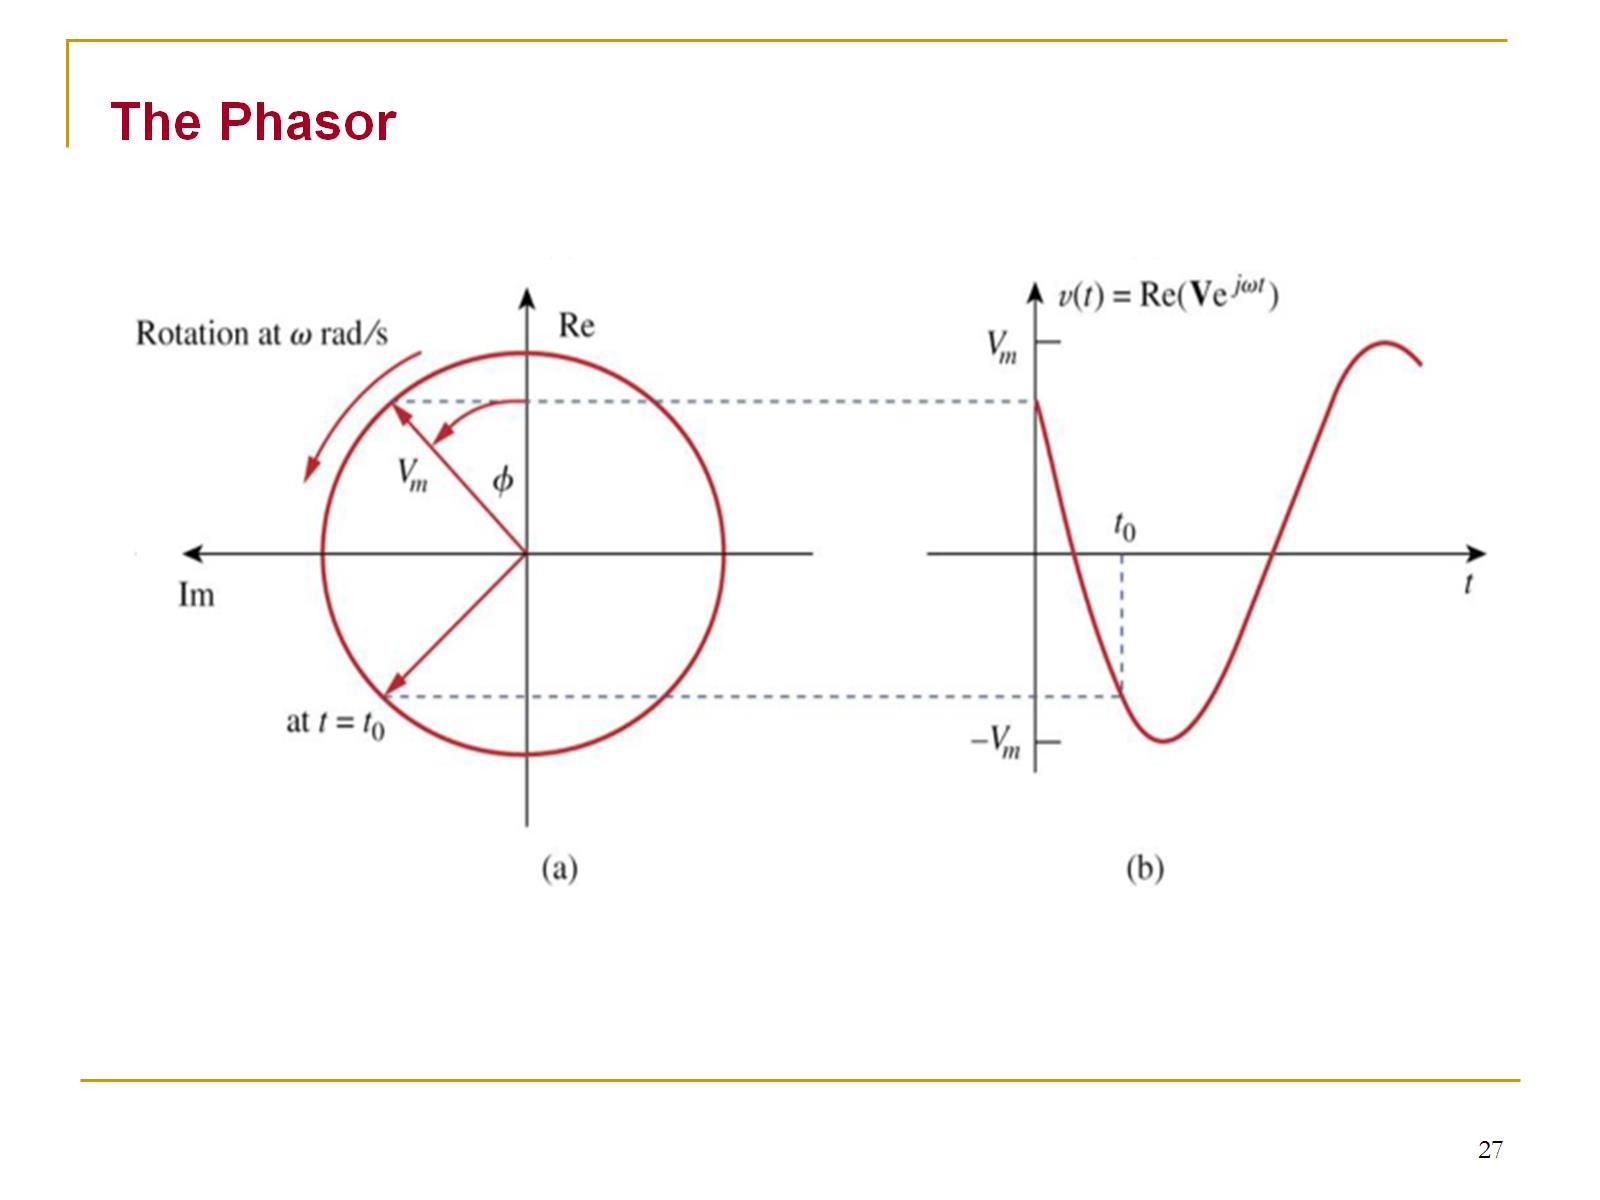 The Phasor
Rotation at ω rad/s
Re
V_m
ϕ
Im
at t = t_0
(a)
v(t) = Re(Ve^{jωt})
V_m
t_0
t
–V_m
(b)
27